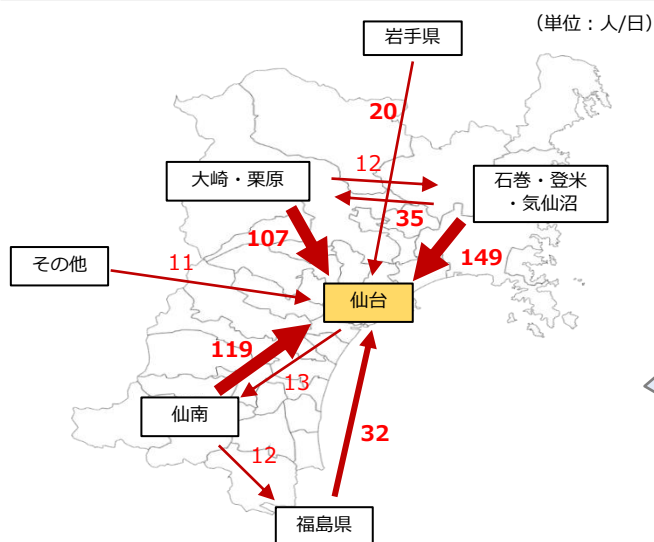 （単位：人/日）
岩手県
20
12
大崎・栗原
石巻・登米
・気仙沼
35
107
149
その他
11
仙台
119
13
32
仙南
12
福島県